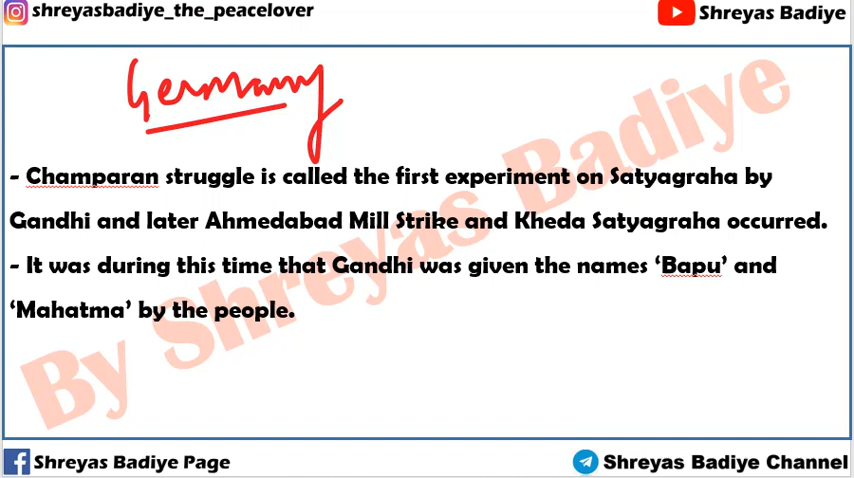 shreyasbadiye_the_peacelover
Shreyas Badiye
Germany
- Champaran struggle is called the first experiment on Satyagraha by
Gandhi and later Ahmedabad Mill Strike and Kheda Satyagraha occurred.
- It was during this time that Gandhi was given the names ‘Bapu’ and
‘Mahatma’ by the people.
By Shreyas Badiye
Shreyas Badiye Page
Shreyas Badiye Channel